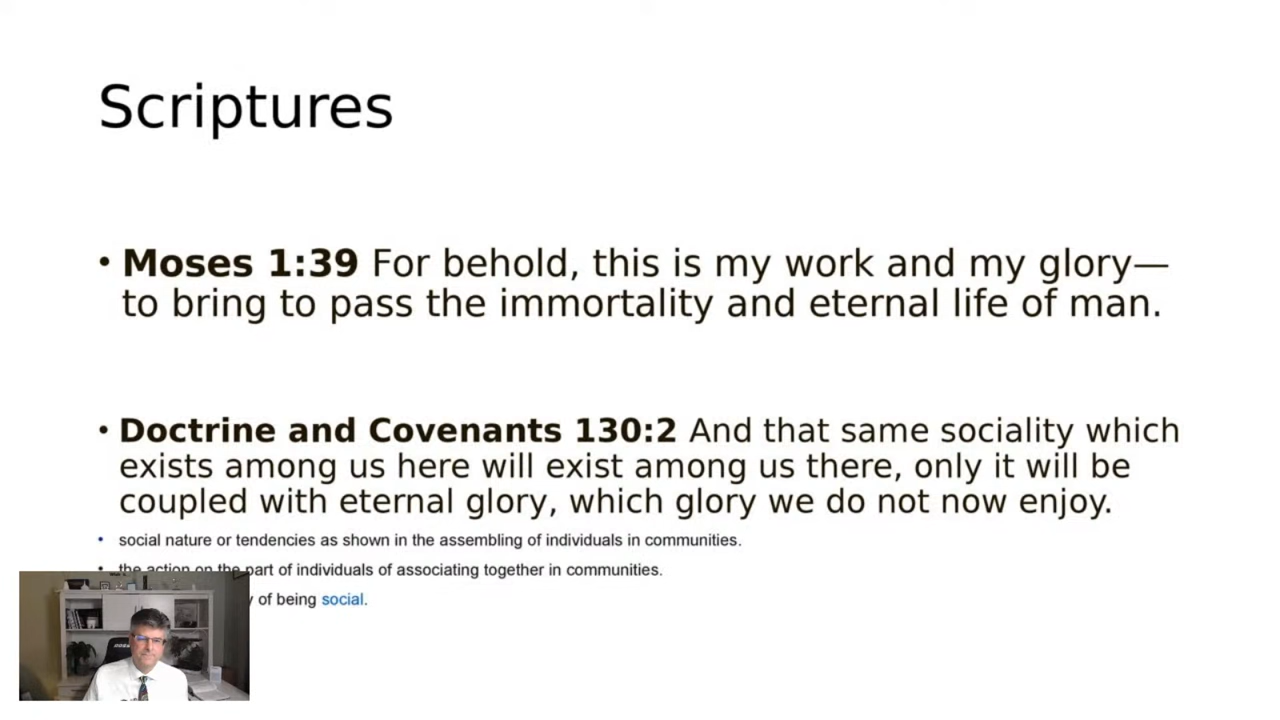 Scriptures
• Moses 1:39 For behold, this is my work and my glory—
to bring to pass the immortality and eternal life of man.
• Doctrine and Covenants 130:2 And that same sociality which
exists among us here will exist among us there, only it will be
coupled with eternal glory, which glory we do not now enjoy.
• social nature or tendencies as shown in the assembling of individuals in communities.
• the action on the part of individuals of associating together in communities.
of being social.